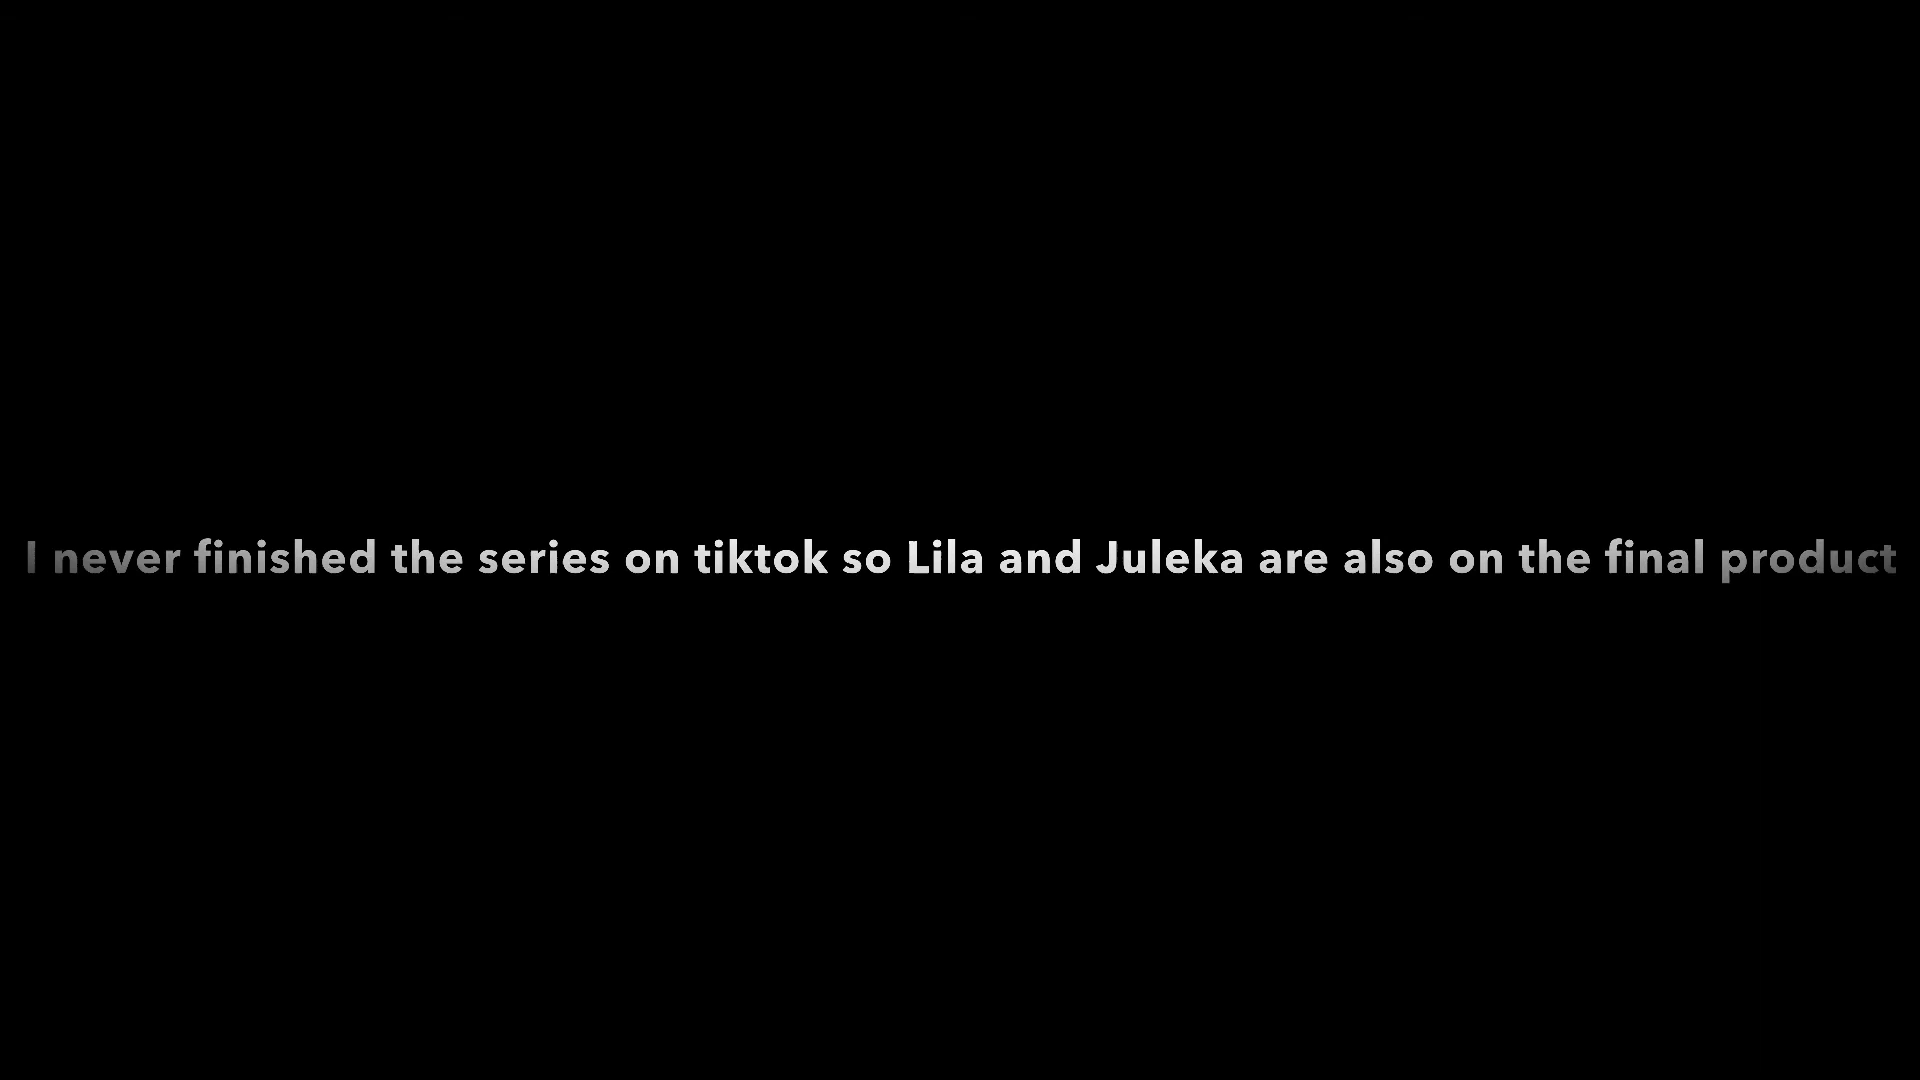 I never finished the series on tiktok so Lila and Juleka are also on the final product